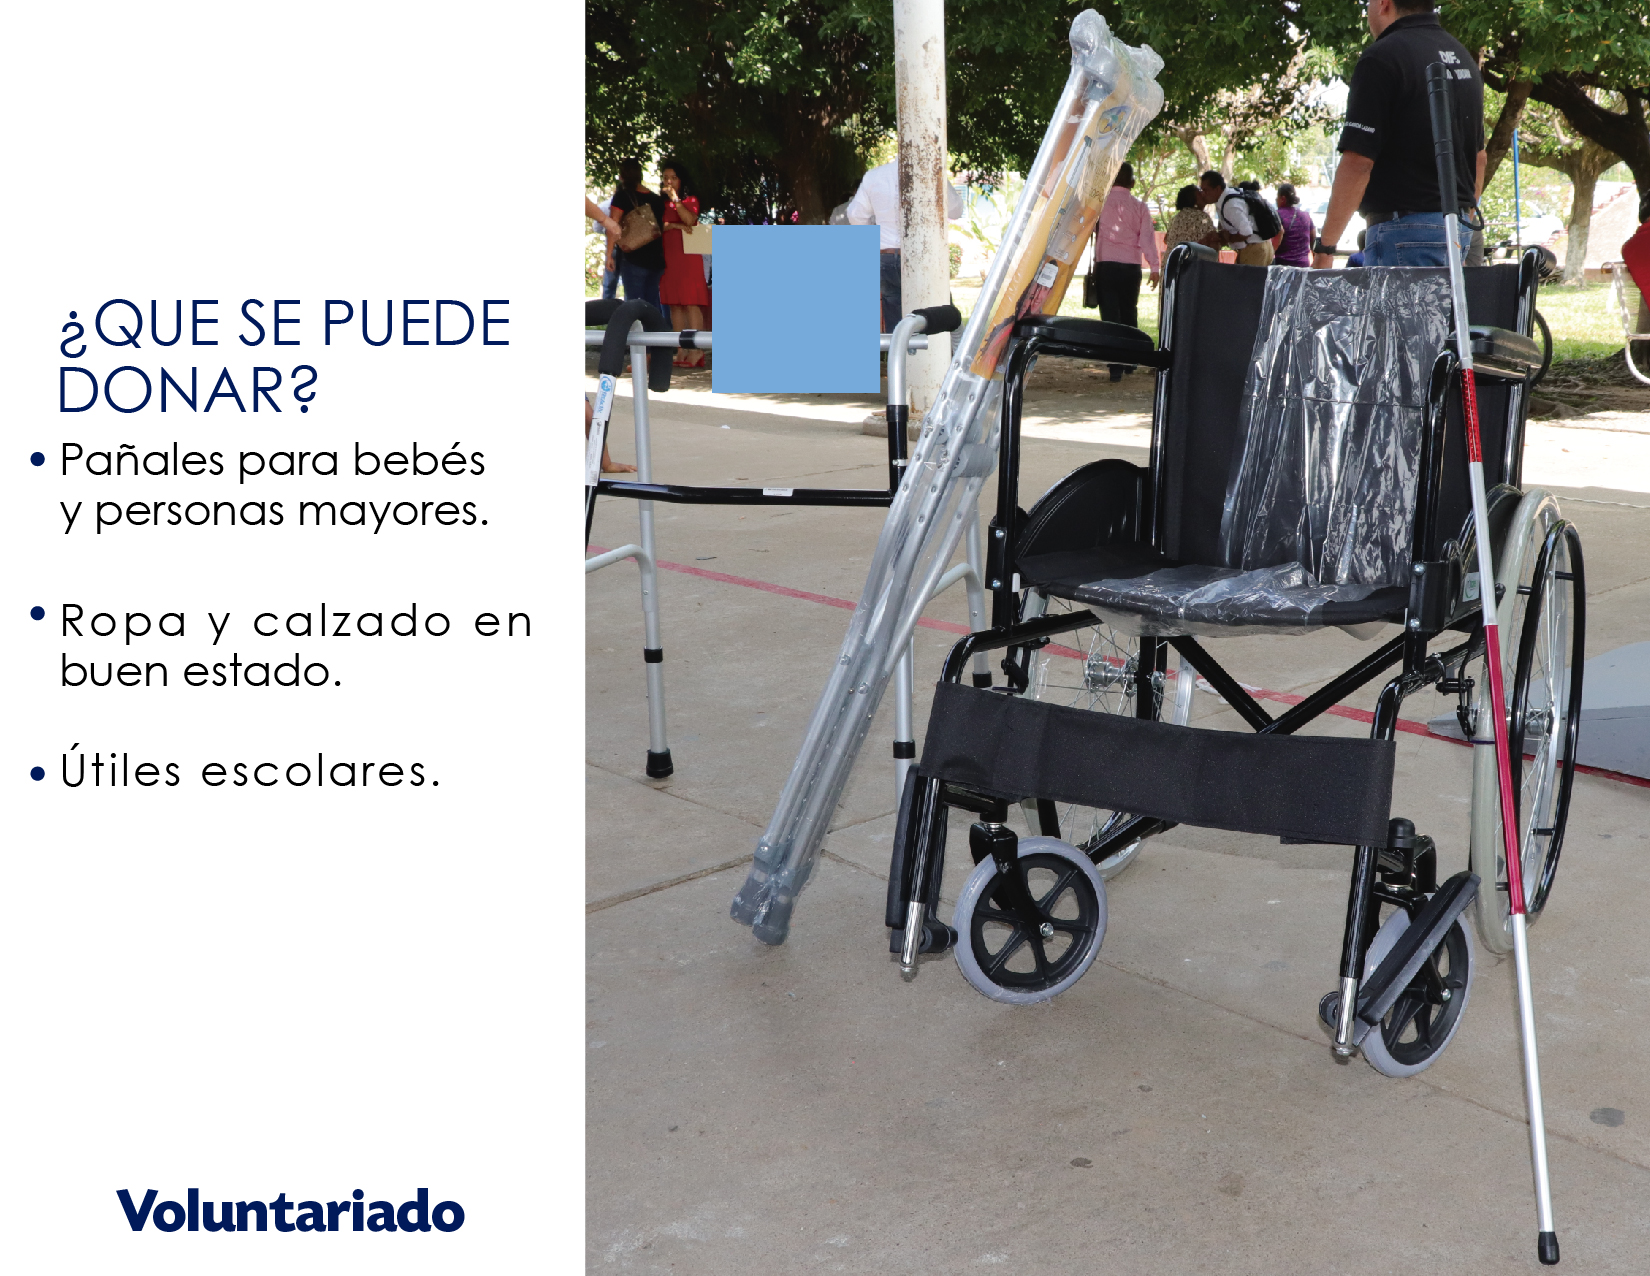 ¿QUE SE PUEDE
DONAR?
• Pañales para bebés
y personas mayores.
• Ropa y calzado en
buen estado.
• Útiles escolares.
Voluntariado